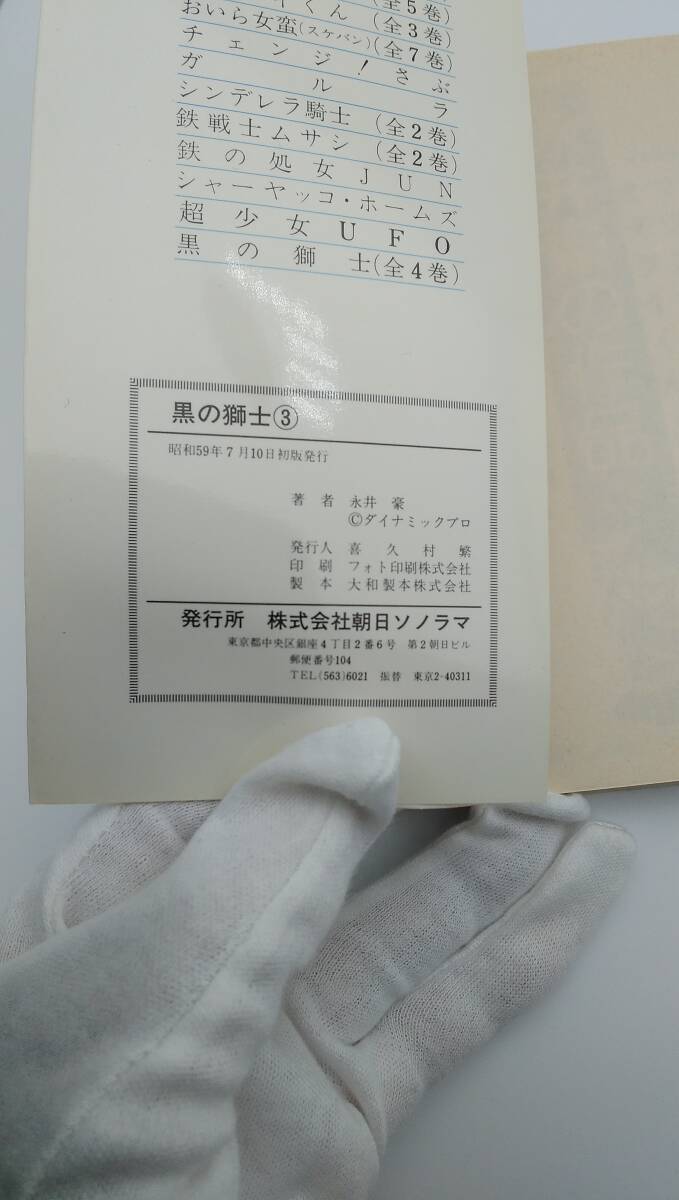 くん(全3巻)
おいら女蛮(スケバン)(全7巻)
チェンジ!さぶ
ガルラ
シンデレラ騎士(全2巻)
鉄戦士ムサシ(全2巻)
鉄の処女JUN
シャーヤッコ・ホームズ
超少女UFO
黒の獅士(全4巻)
黒の獅士③
昭和59年7月10日初版発行
著者 永井豪
©ダイナミックプロ
発行人 喜久村繁
印刷 フォト印刷株式会社
製本 大和製本株式会社
発行所 株式会社朝日ソノラマ
東京都中央区銀座4丁目2番6号 第2朝日ビル
郵便番号104
TEL(563)6021 振替 東京2-40311